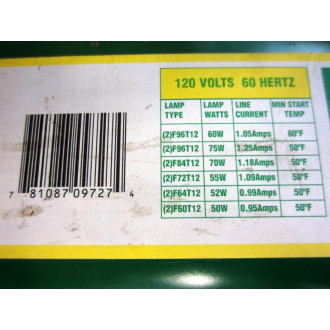 120 VOLTS 60 HERTZ
LAMP TYPE LAMP WATTS LINE CURRENT MIN START TEMP
(2)F96T12 60W 1.05Amps 60°F
(2)F96T12 75W 1.25Amps 50°F
(2)F84T12 70W 1.18Amps 50°F
(2)F72T12 55W 1.09Amps 50°F
(2)F64T12 52W 0.99Amps 50°F
(2)F60T12 50W 0.95Amps 50°F
7 81087 09727 4